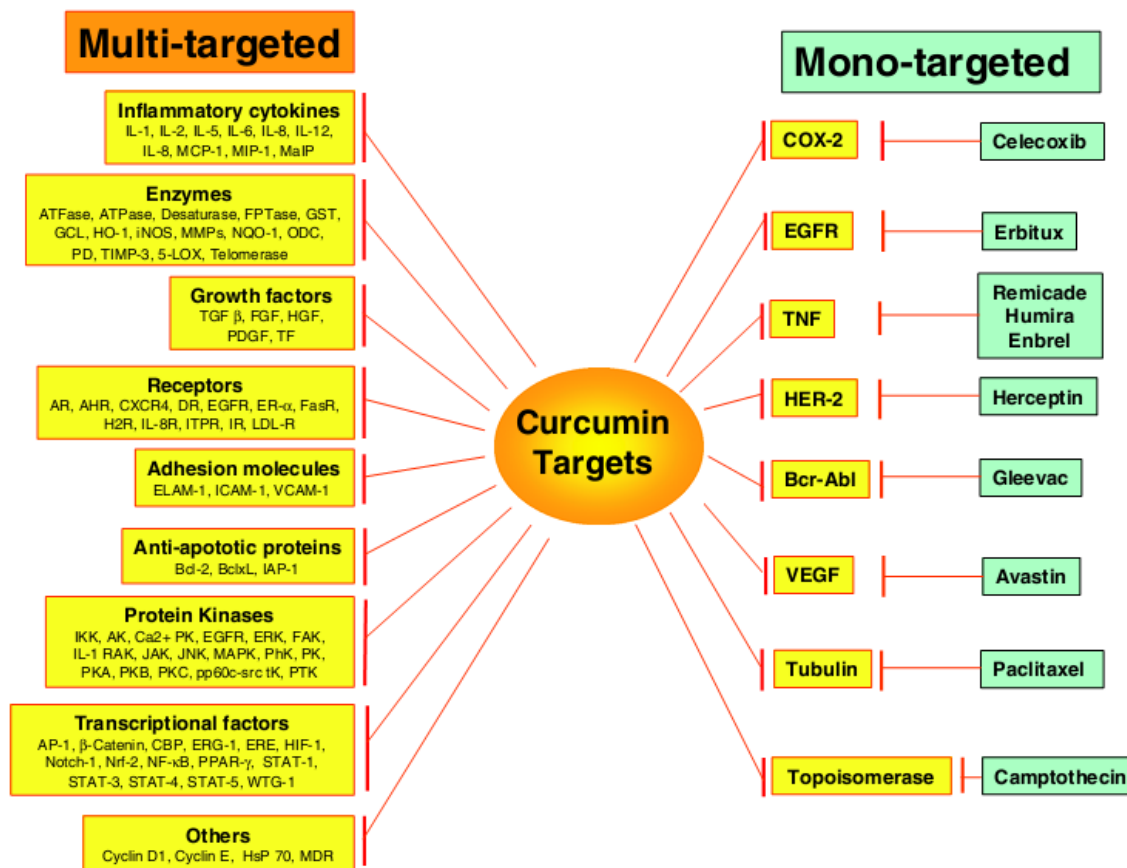 Multi-targeted
Inflammatory cytokines
IL-1, IL-2, IL-5, IL-6, IL-8, IL-12,
IL-8, MCP-1, MIP-1, MaIP
Enzymes
ATFase, ATPase, Desaturase, FPTase, GST,
GCL, HO-1, iNOS, MMPs, NQO-1, ODC,
PD, TIMP-3, 5-LOX, Telomerase
Growth factors
TGF β, FGF, HGF,
PDGF, TF
Receptors
AR, AHR, CXCR4, DR, EGFR, ER-α, FasR,
H2R, IL-8R, ITPR, IR, LDL-R
Adhesion molecules
ELAM-1, ICAM-1, VCAM-1
Anti-apototic proteins
Bcl-2, BclxL, IAP-1
Protein Kinases
IKK, AK, Ca2+ PK, EGFR, ERK, FAK,
IL-1 RAK, JAK, JNK, MAPK, PhK, PK,
PKA, PKB, PKC, pp60c-src tK, PTK
Transcriptional factors
AP-1, β-Catenin, CBP, ERG-1, ERE, HIF-1,
Notch-1, Nrf-2, NF-κB, PPAR-γ, STAT-1,
STAT-3, STAT-4, STAT-5, WTG-1
Others
Cyclin D1, Cyclin E, HsP 70, MDR
Curcumin
Targets
Mono-targeted
COX-2
Celecoxib
EGFR
Erbitux
TNF
Remicade
Humira
Enbrel
HER-2
Herceptin
Bcr-Abl
Gleevac
VEGF
Avastin
Tubulin
Paclitaxel
Topoisomerase
Camptothecin